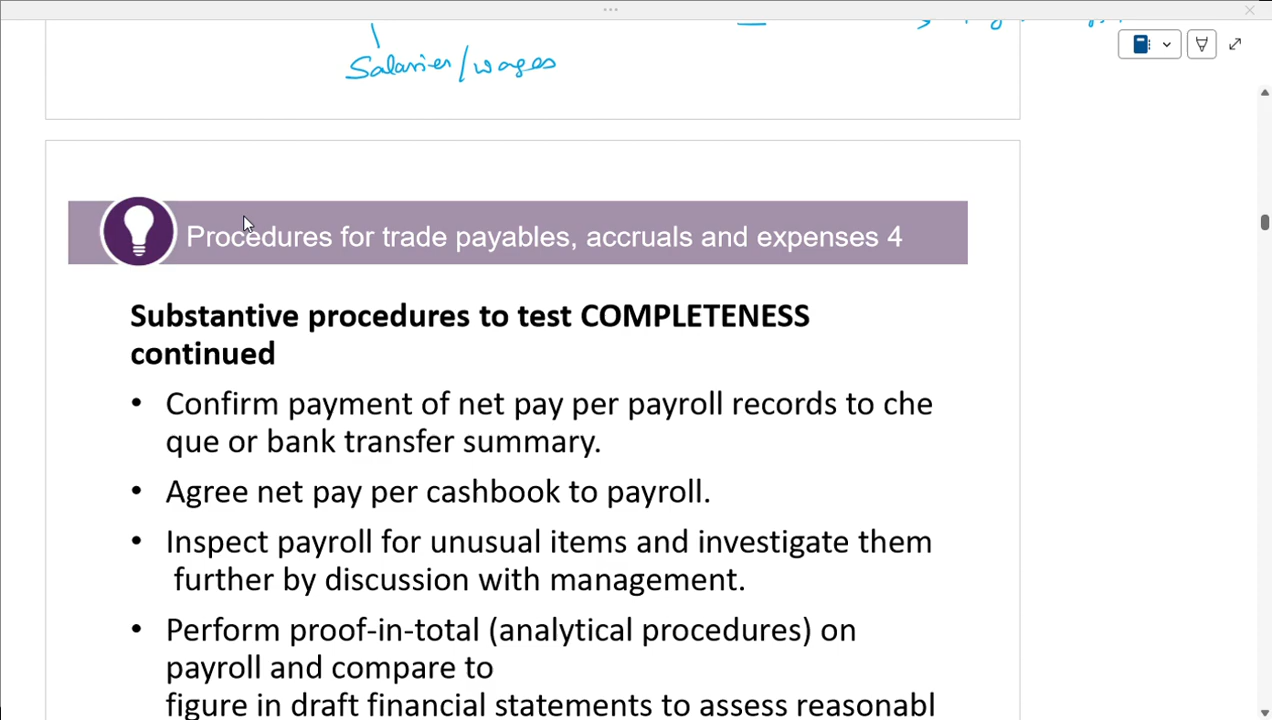 Salaries/wages
Procedures for trade payables, accruals and expenses 4
Substantive procedures to test COMPLETENESS
continued
• Confirm payment of net pay per payroll records to che
que or bank transfer summary.
• Agree net pay per cashbook to payroll.
• Inspect payroll for unusual items and investigate them
further by discussion with management.
• Perform proof-in-total (analytical procedures) on
payroll and compare to
figure in draft financial statements to assess reasonabl